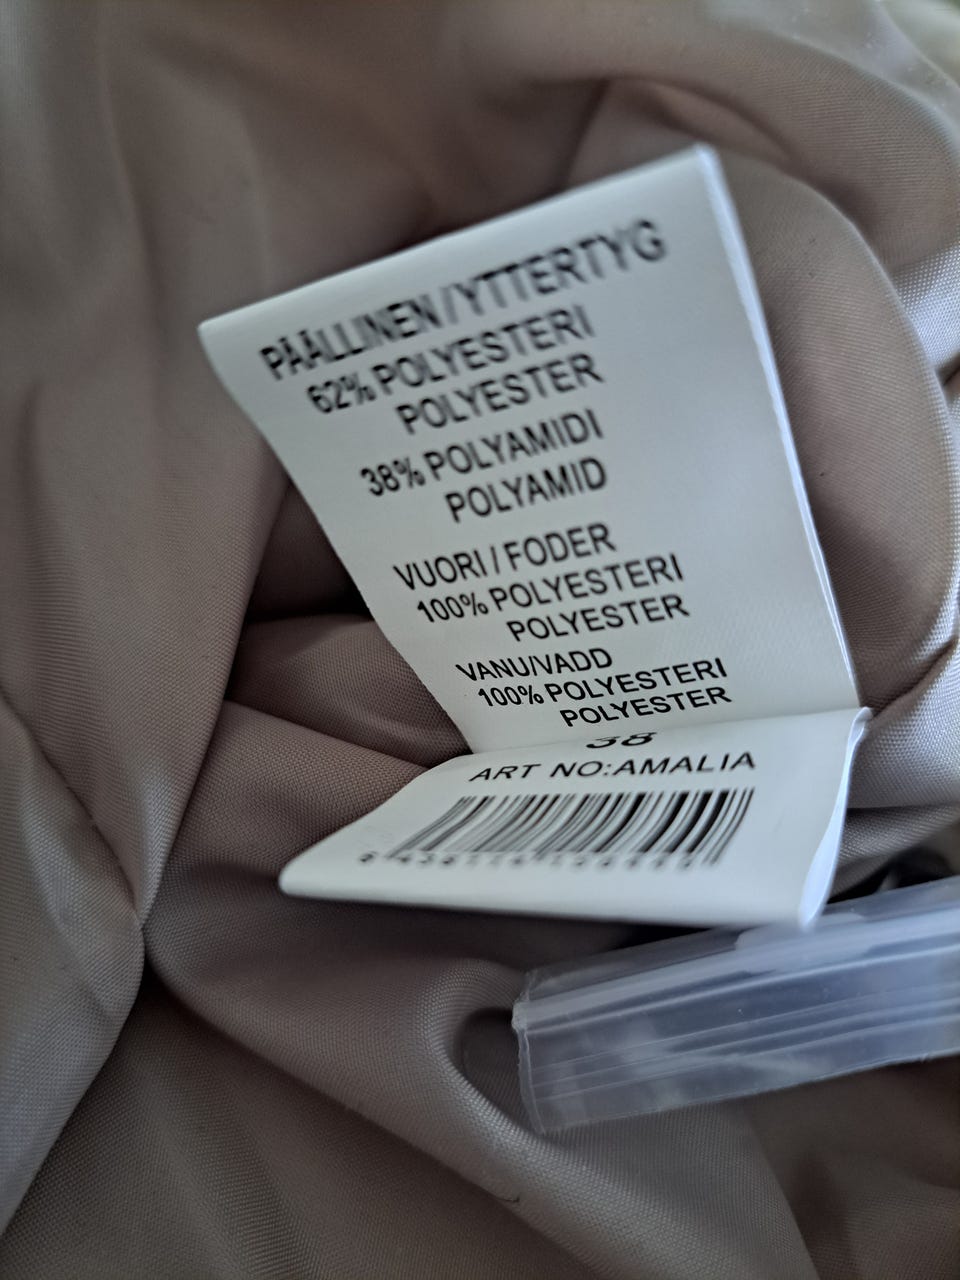 PÄÄLLINEN / YTTERTYG
62% POLYESTERI
POLYESTER
38% POLYAMIDI
POLYAMID
VUORI / FODER
100% POLYESTERI
POLYESTER
VANU/VADD
100% POLYESTERI
POLYESTER
38
ART NO:AMALIA